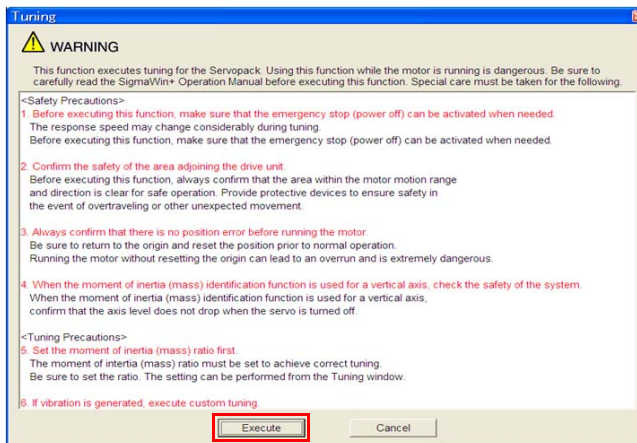 Tuning
WARNING
This function executes tuning for the Servopack. Using this function while the motor is running is dangerous. Be sure to
carefully read the SigmaWin+ Operation Manual before executing this function. Special care must be taken for the following.
<Safety Precautions>
1. Before executing this function, make sure that the emergency stop (power off) can be activated when needed.
The response speed may change considerably during tuning.
Before executing this function, make sure that the emergency stop (power off) can be activated when needed.
2. Confirm the safety of the area adjoining the drive unit.
Before executing this function, always confirm that the area within the motor motion range
and direction is clear for safe operation. Provide protective devices to ensure safety in
the event of overtraveling or other unexpected movement.
3. Always confirm that there is no position error before running the motor.
Be sure to return to the origin and reset the position prior to normal operation.
Running the motor without resetting the origin can lead to an overrun and is extremely dangerous.
4. When the moment of inertia (mass) identification function is used for a vertical axis, check the safety of the system.
When the moment of inertia (mass) identification function is used for a vertical axis,
confirm that the axis level does not drop when the servo is turned off.
<Tuning Precautions>
5. Set the moment of inertia (mass) ratio first.
The moment of intertia (mass) ratio must be set to achieve correct tuning.
Be sure to set the ratio. The setting can be performed from the Tuning window.
6. If vibration is generated, execute custom tuning.
Execute Cancel